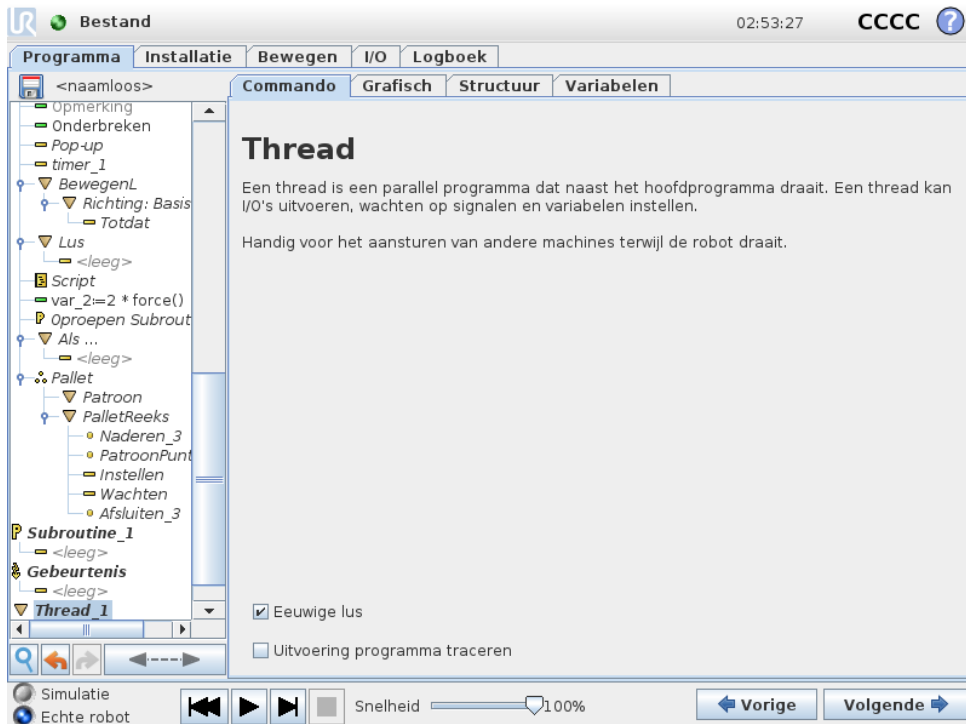 UR Bestand 02:53:27 CCCC ?
Programma Installatie Bewegen I/O Logboek
<naamloos>
Commando Grafisch Structuur Variabelen
Opmerking
Onderbreken
Pop-up
timer_1
BewegenL
Richting: Basis
Totdat
Lus
<leeg>
Script
var_2:=2 * force()
Oproepen Subrout
Als ...
<leeg>
Pallet
Patroon
PalletReeks
Naderen_3
PatroonPunt
Instellen
Wachten
Afsluiten_3
P Subroutine_1
<leeg>
Gebeurtenis
<leeg>
Thread_1
Thread
Een thread is een parallel programma dat naast het hoofdprogramma draait. Een thread kan
I/O's uitvoeren, wachten op signalen en variabelen instellen.
Handig voor het aansturen van andere machines terwijl de robot draait.
Eeuwige lus
Uitvoering programma traceren
Simulatie
Echte robot
Snelheid 100%
Vorige Volgende